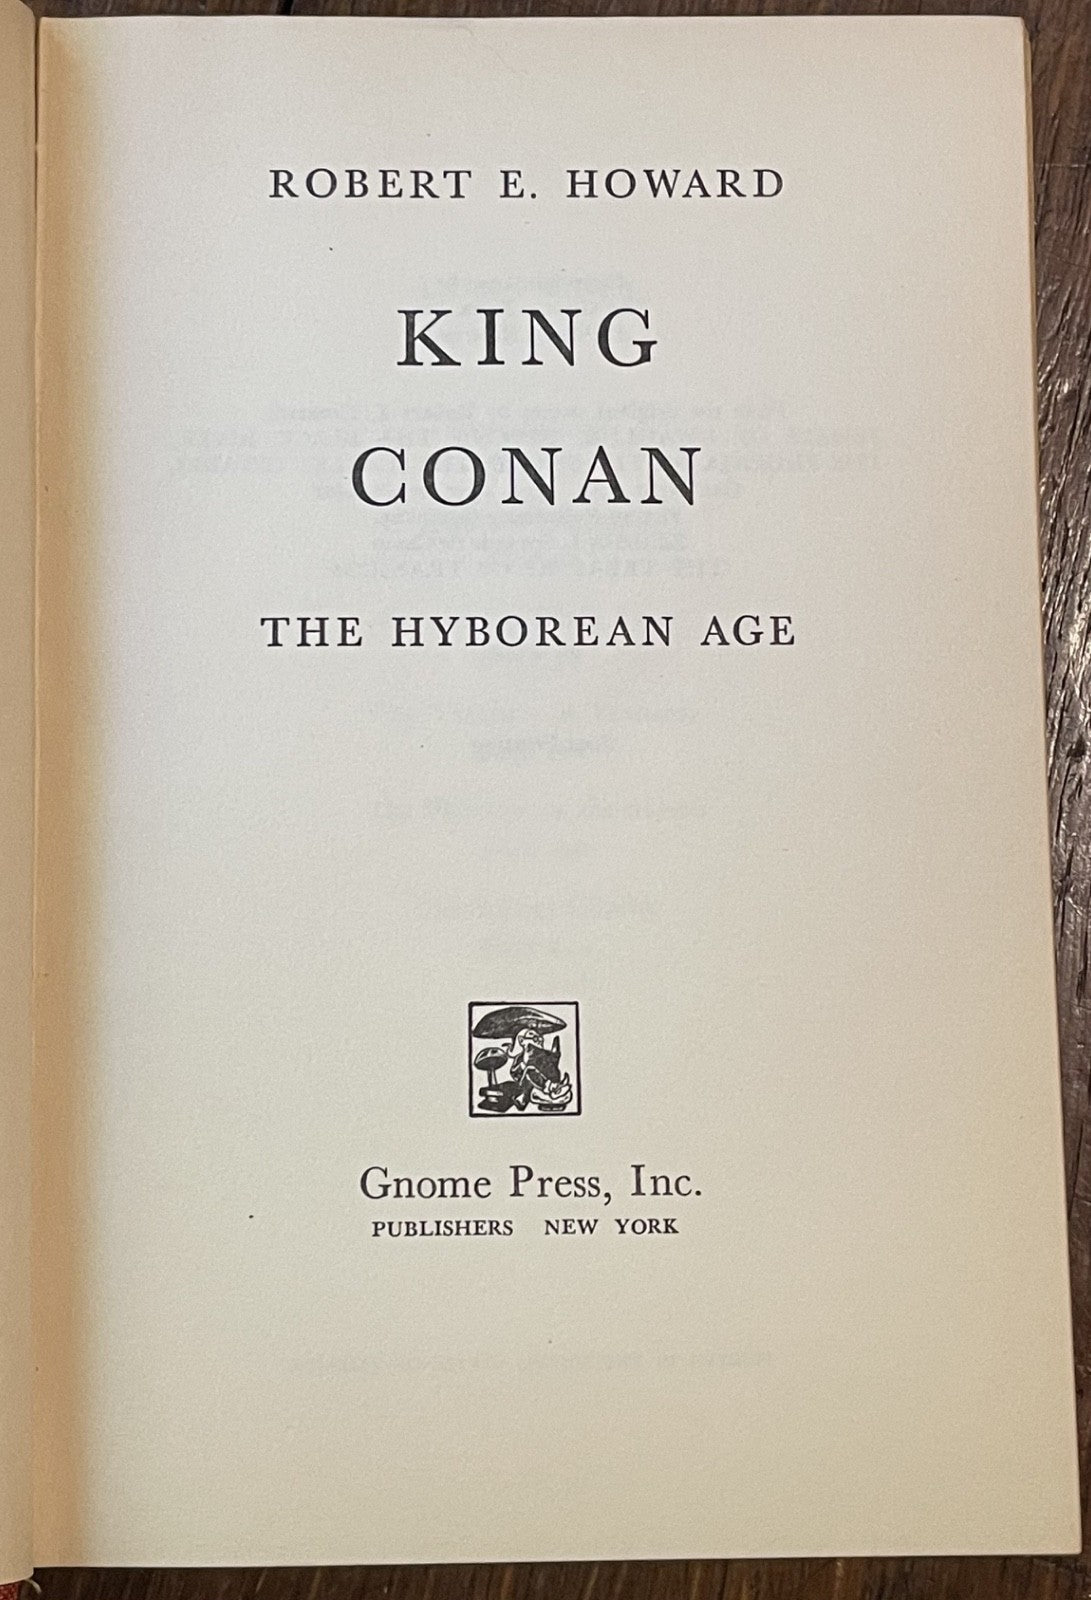 ROBERT E. HOWARD
KING
CONAN
THE HYBOREAN AGE
Gnome Press, Inc.
PUBLISHERS NEW YORK